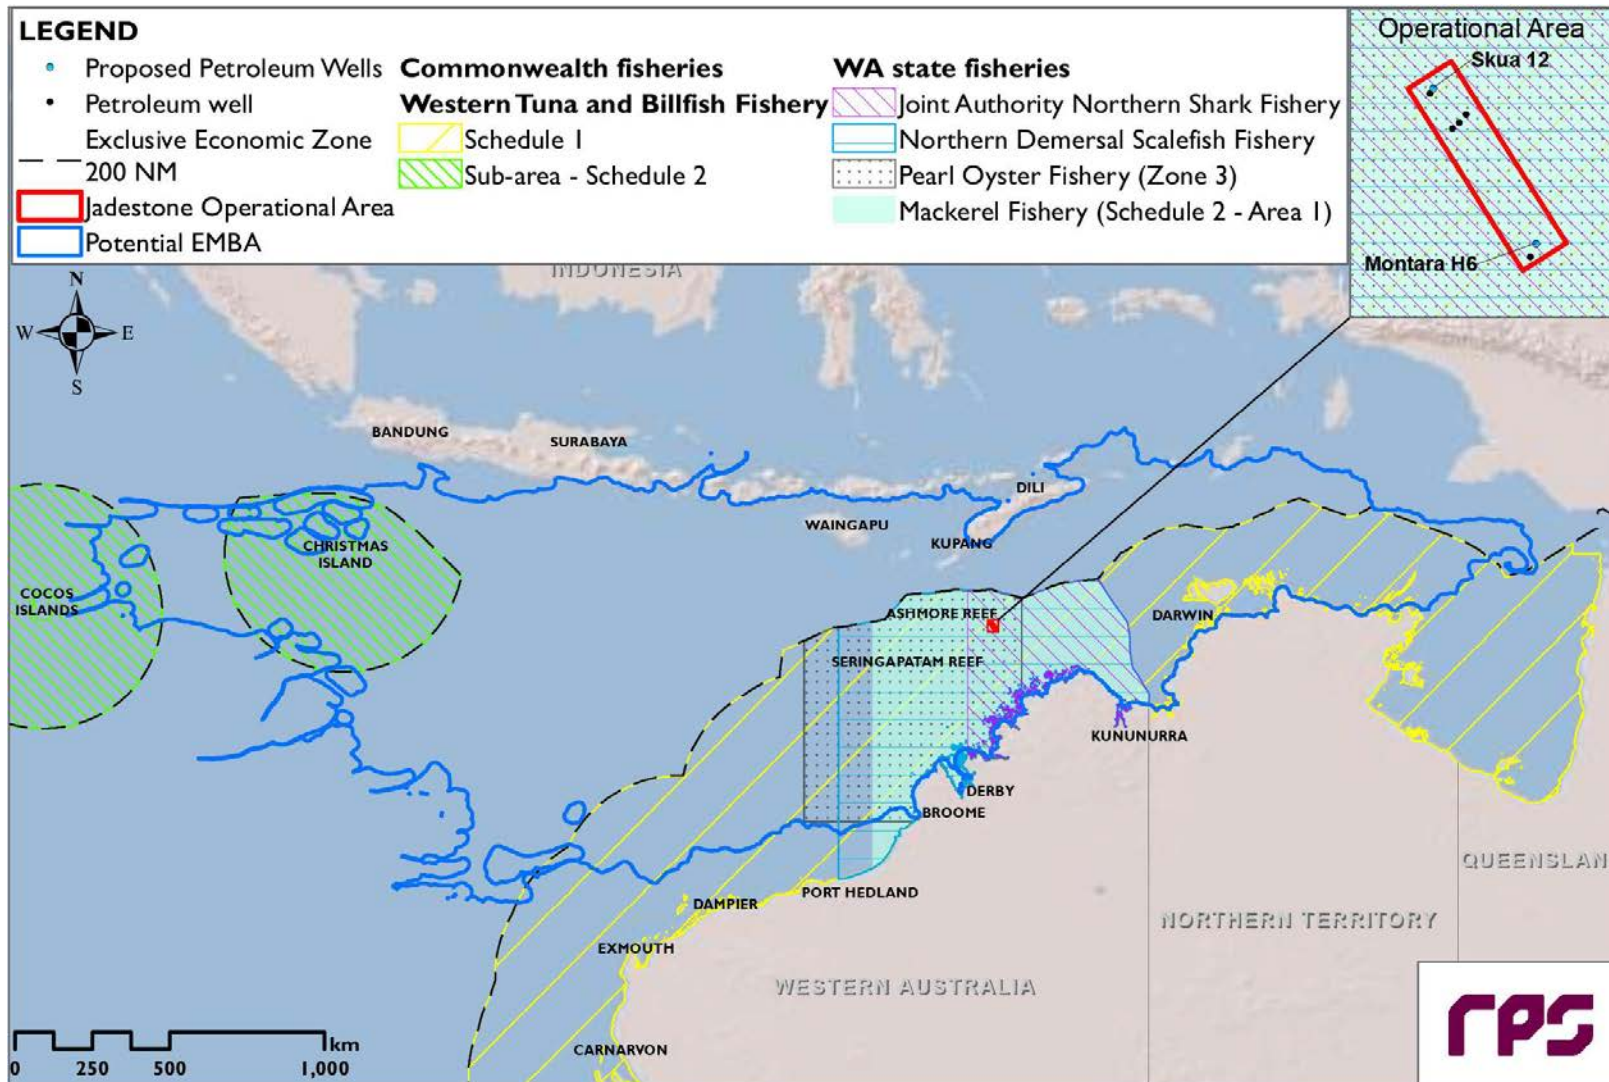 LEGEND
Proposed Petroleum Wells
Petroleum well
Exclusive Economic Zone
200 NM
Jadestone Operational Area
Potential EMBA
Commonwealth fisheries
Western Tuna and Billfish Fishery
Schedule 1
Sub-area - Schedule 2
WA state fisheries
Joint Authority Northern Shark Fishery
Northern Demersal Scalefish Fishery
Pearl Oyster Fishery (Zone 3)
Mackerel Fishery (Schedule 2 - Area 1)
Operational Area
Skua 12
Montara H6
INDONESIA
N
W
E
S
BANDUNG
SURABAYA
DILI
WAINGAPU
KUPANG
CHRISTMAS
ISLAND
COCOS
ISLANDS
ASHMORE REEF
DARWIN
SERINGAPATAM REEF
KUNUNURRA
DERBY
BROOME
QUEENSLAN
PORT HEDLAND
DAMPIER
NORTHERN TERRITORY
EXMOUTH
WESTERN AUSTRALIA
CARNARVON
km
0 250 500 1,000
rps